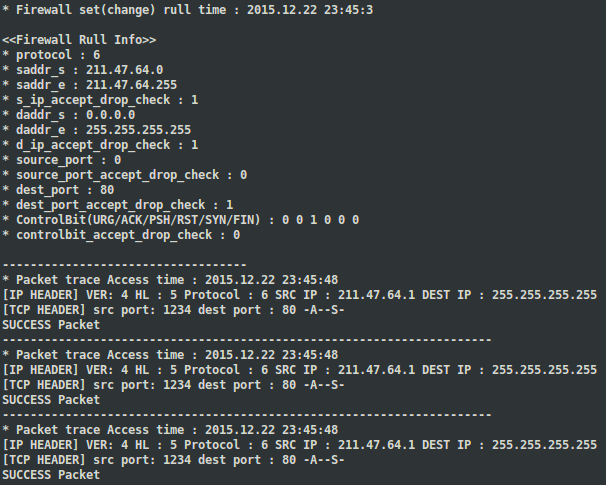 * Firewall set(change) rull time : 2015.12.22 23:45:3
<<Firewall Rull Info>>
* protocol : 6
* saddr_s : 211.47.64.0
* saddr_e : 211.47.64.255
* s_ip_accept_drop_check : 1
* daddr_s : 0.0.0.0
* daddr_e : 255.255.255.255
* d_ip_accept_drop_check : 1
* source_port : 0
* source_port_accept_drop_check : 0
* dest_port : 80
* dest_port_accept_drop_check : 1
* ControlBit(URG/ACK/PSH/RST/SYN/FIN) : 0 0 1 0 0 0
* controlbit_accept_drop_check : 0
-----------------------------------
* Packet trace Access time : 2015.12.22 23:45:48
[IP HEADER] VER: 4 HL : 5 Protocol : 6 SRC IP : 211.47.64.1 DEST IP : 255.255.255.255
[TCP HEADER] src port: 1234 dest port : 80 -A--S-
SUCCESS Packet
----------------------------------------------------------------------
* Packet trace Access time : 2015.12.22 23:45:48
[IP HEADER] VER: 4 HL : 5 Protocol : 6 SRC IP : 211.47.64.1 DEST IP : 255.255.255.255
[TCP HEADER] src port: 1234 dest port : 80 -A--S-
SUCCESS Packet
----------------------------------------------------------------------
* Packet trace Access time : 2015.12.22 23:45:48
[IP HEADER] VER: 4 HL : 5 Protocol : 6 SRC IP : 211.47.64.1 DEST IP : 255.255.255.255
[TCP HEADER] src port: 1234 dest port : 80 -A--S-
SUCCESS Packet